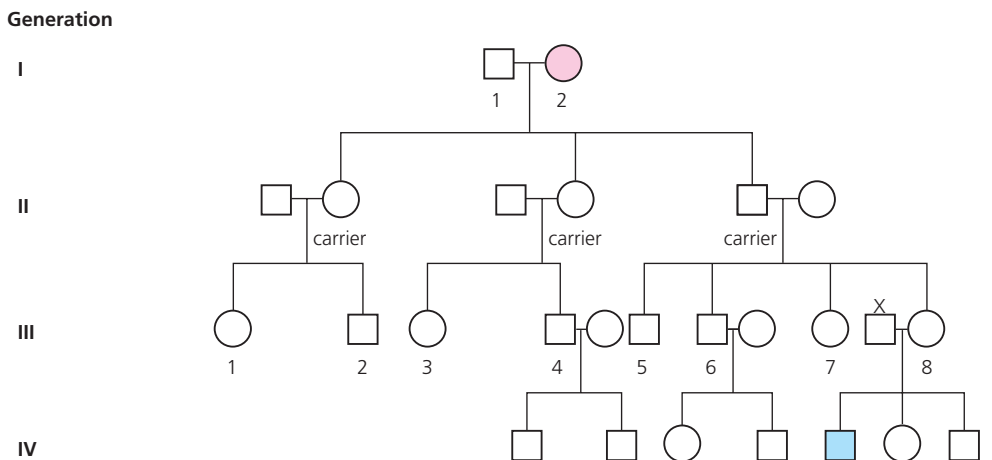 Generation
I
1 2
II
carrier carrier carrier
X
III
1 2 3 4 5 6 7 8
IV